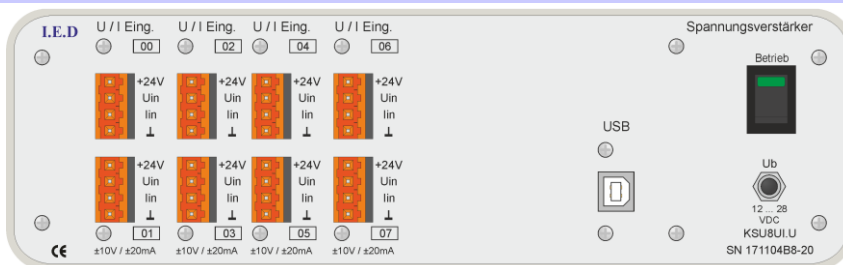 I.E.D
U / I Eing. U / I Eing. U / I Eing. U / I Eing.
Spannungsverstärker
00 02 04 06
Betrieb
+24V +24V +24V +24V
Uin Uin Uin Uin
Iin Iin Iin Iin
USB
+24V +24V +24V +24V
Uin Uin Uin Uin
Iin Iin Iin Iin
Ub
12 ... 28
VDC
01 03 05 07
KSU8UI.U
CE ±10V / ±20mA ±10V / ±20mA ±10V / ±20mA ±10V / ±20mA
SN 171104B8-20